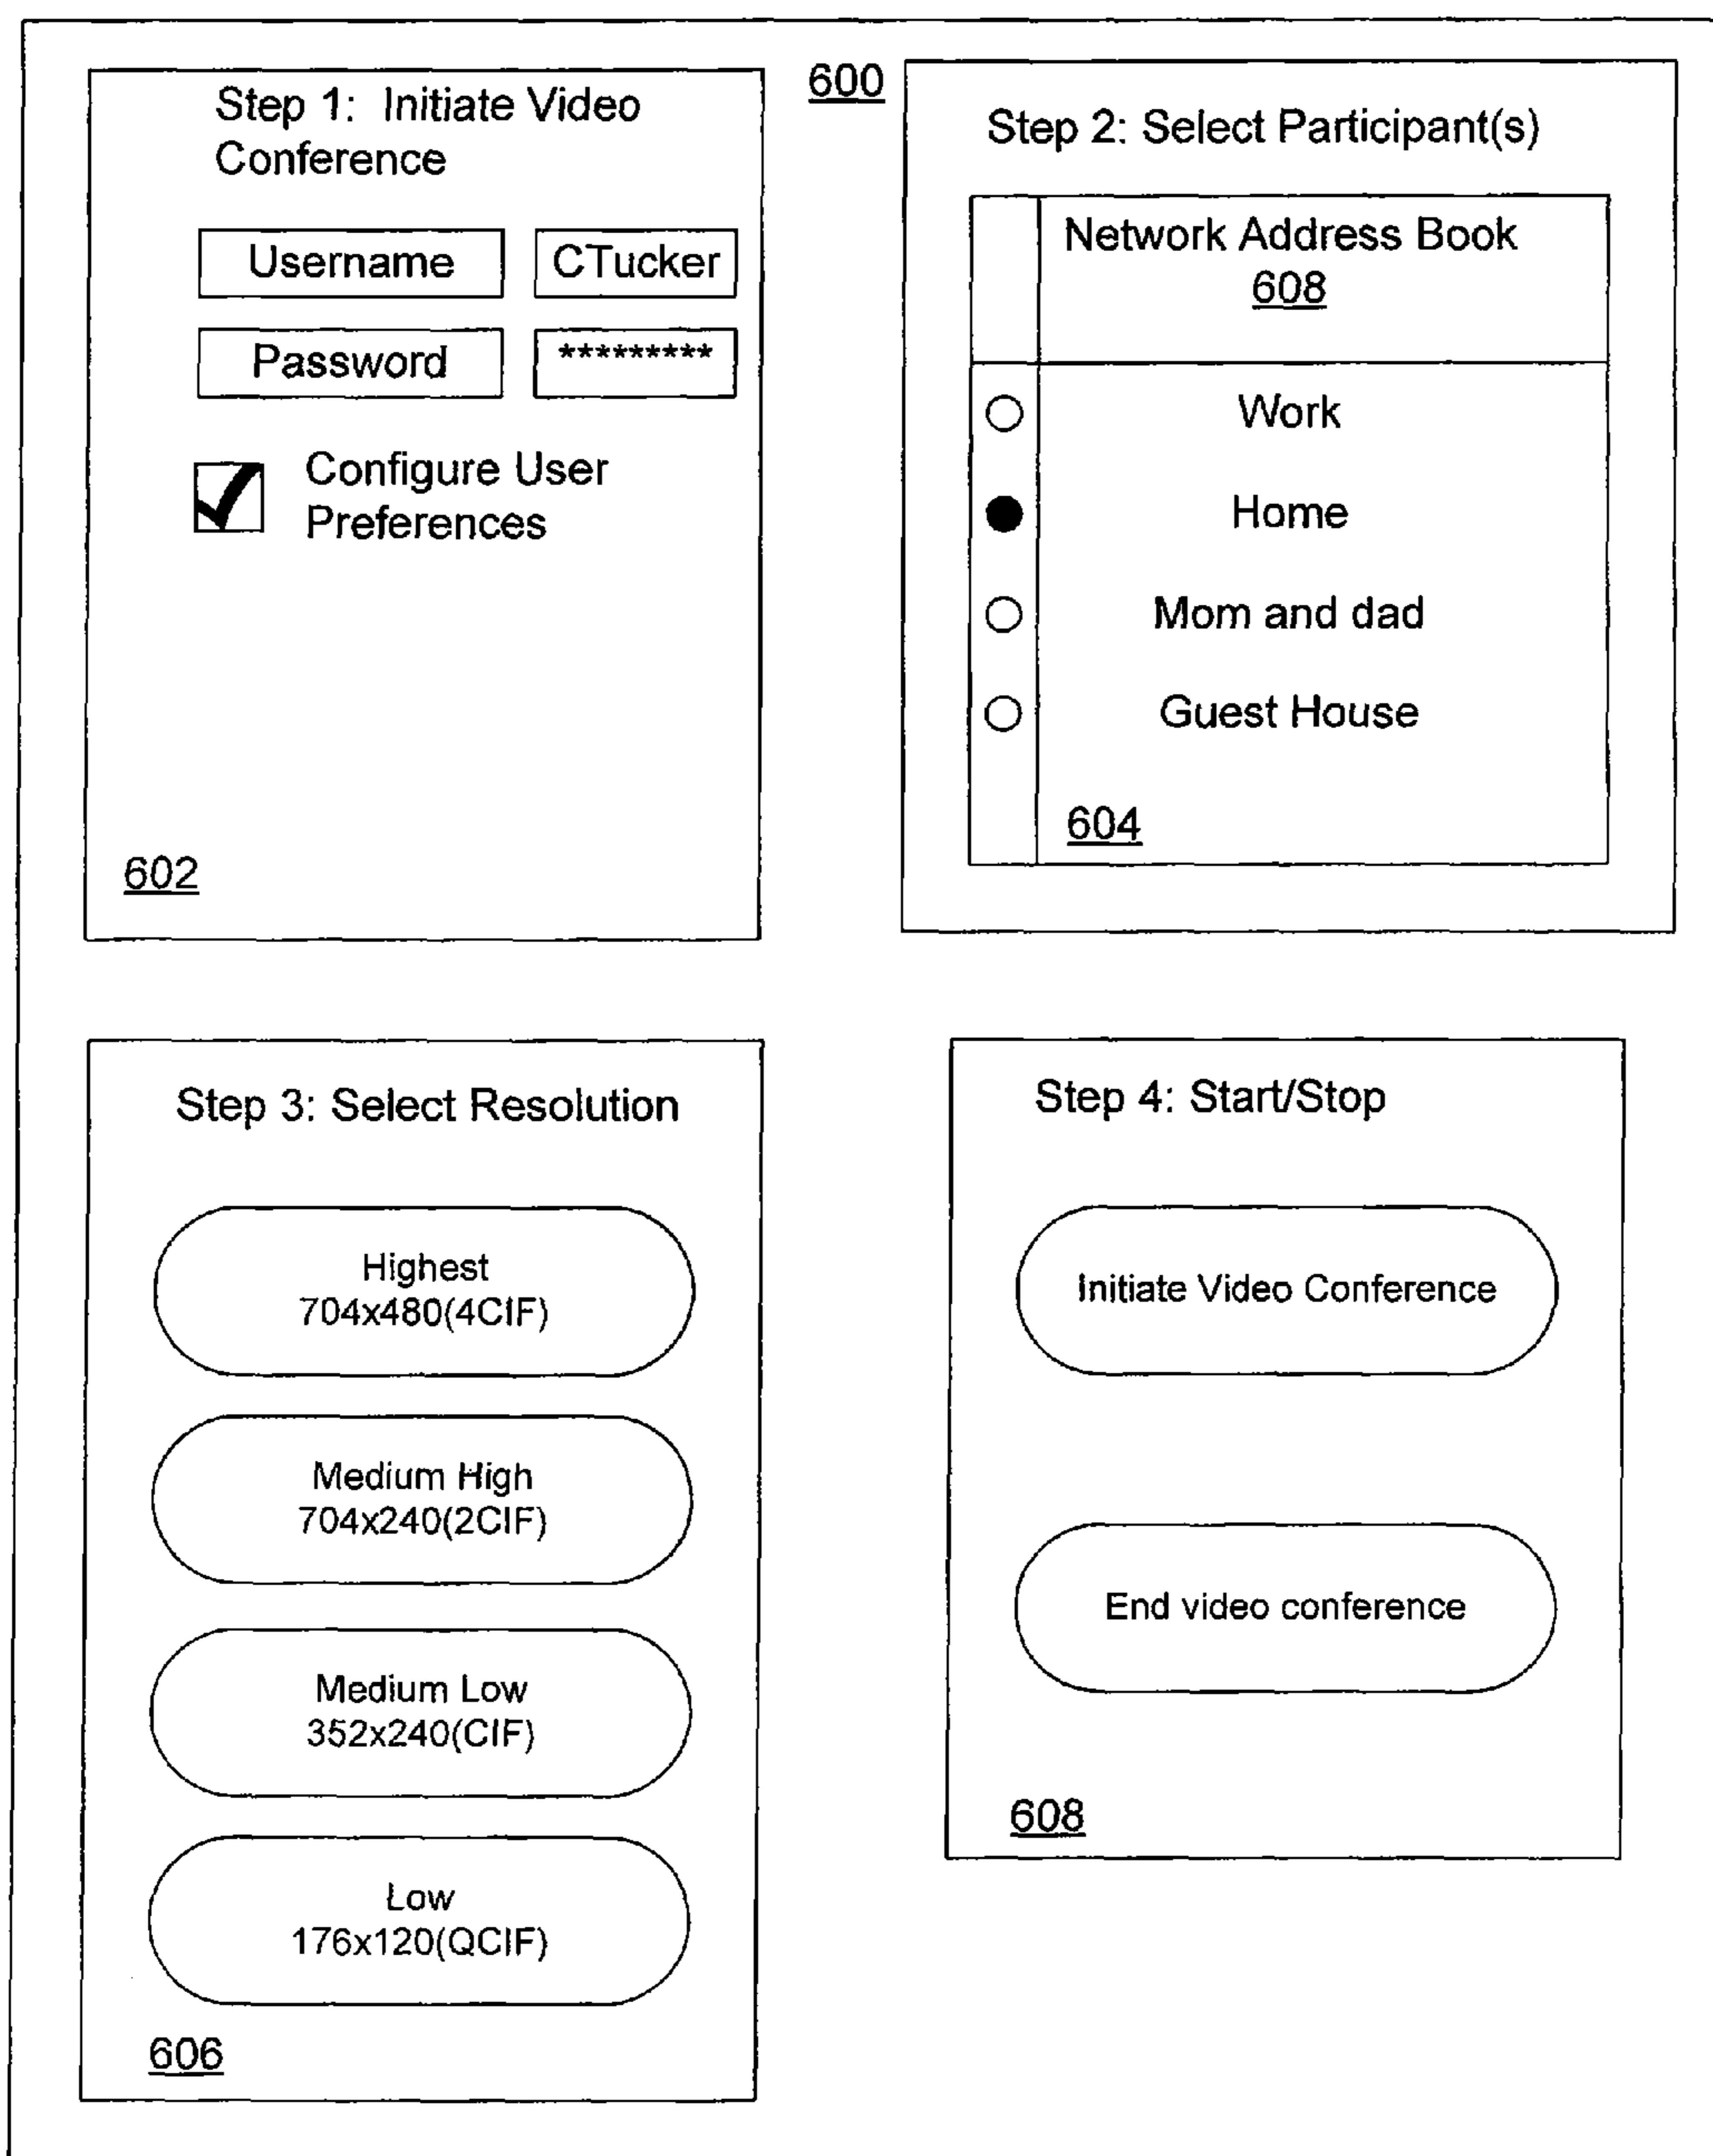 600
Step 1: Initiate Video
Conference
Username
CTucker
Password
*********
Configure User
Preferences
602
Step 2: Select Participant(s)
Network Address Book
608
Work
Home
Mom and dad
Guest House
604
Step 3: Select Resolution
Highest
704x480(4CIF)
Medium High
704x240(2CIF)
Medium Low
352x240(CIF)
Low
176x120(QCIF)
606
Step 4: Start/Stop
Initiate Video Conference
End video conference
608